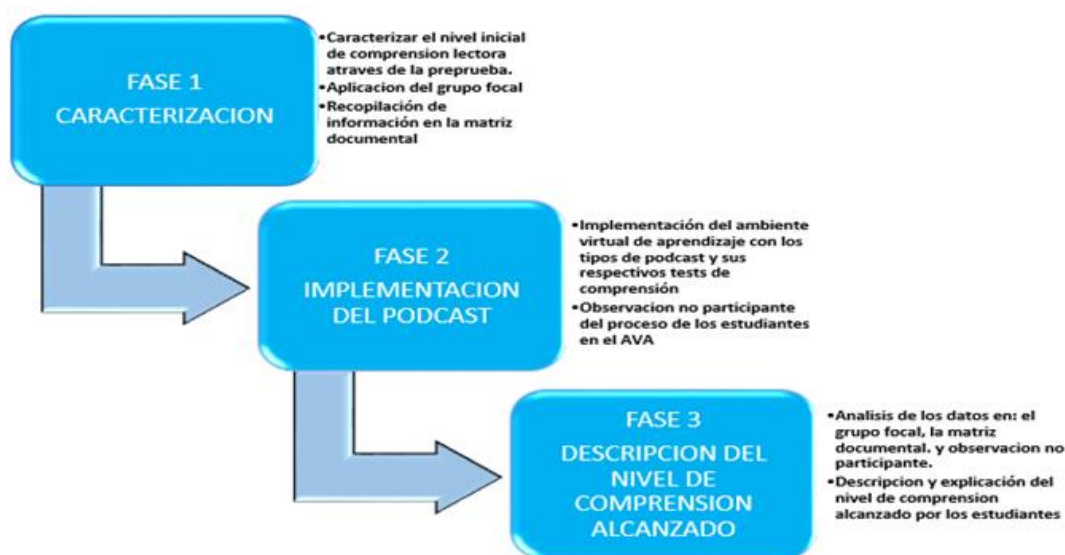 FASE 1
CARACTERIZACION
•Caracterizar el nivel inicial
de comprension lectora
atraves de la preprueba.
•Aplicacion del grupo focal
•Recopilación de
información en la matriz
documental
FASE 2
IMPLEMENTACION
DEL PODCAST
•Implementación del ambiente
virtual de aprendizaje con los
tipos de podcast y sus
respectivos tests de
comprensión
•Observacion no participante
del proceso de los estudiantes
en el AVA
FASE 3
DESCRIPCION DEL
NIVEL DE
COMPRENSION
ALCANZADO
•Analisis de los datos en: el
grupo focal, la matriz
documental. y observacion no
participante.
•Descripcion y explicación del
nivel de comprension
alcanzado por los estudiantes